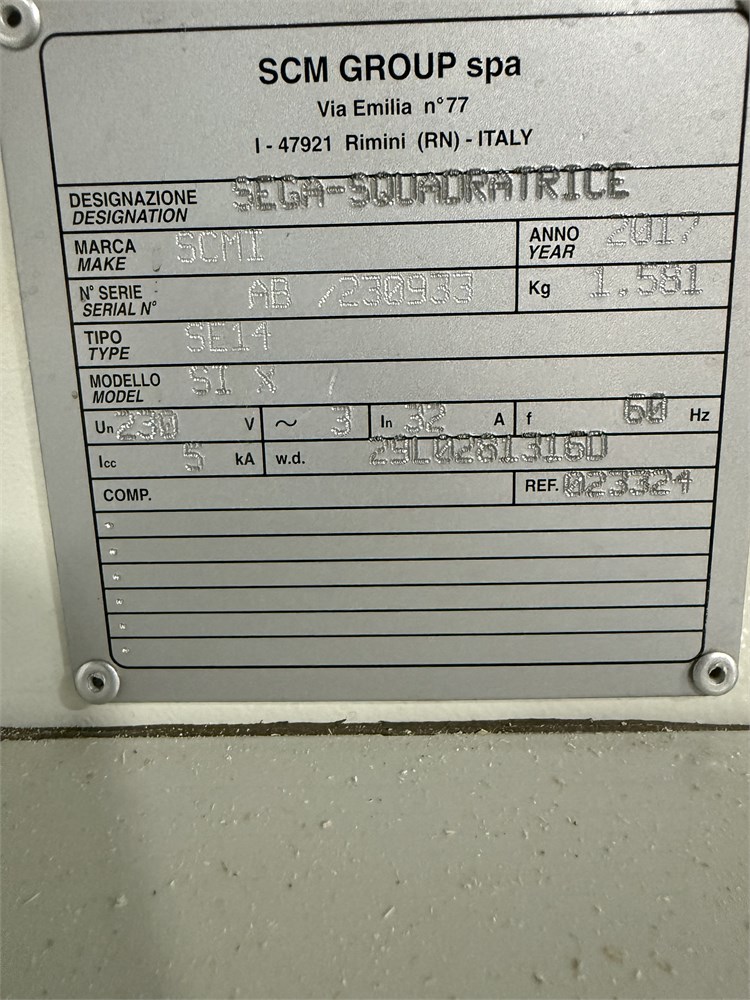 SCM GROUP spa
Via Emilia n°77
I - 47921 Rimini (RN) - ITALY
DESIGNAZIONE SEGA-SQUADRATRICE
DESIGNATION
MARCA SCMI ANNO 2017
MAKE YEAR
N° SERIE AB /230933 Kg 1.581
SERIAL N°
TIPO SE14
TYPE
MODELLO SI X
MODEL
Un 230 V ~ 3 In 32 A f 60 Hz
Icc 5 kA w.d. 29L0261316D
COMP. REF. 023324